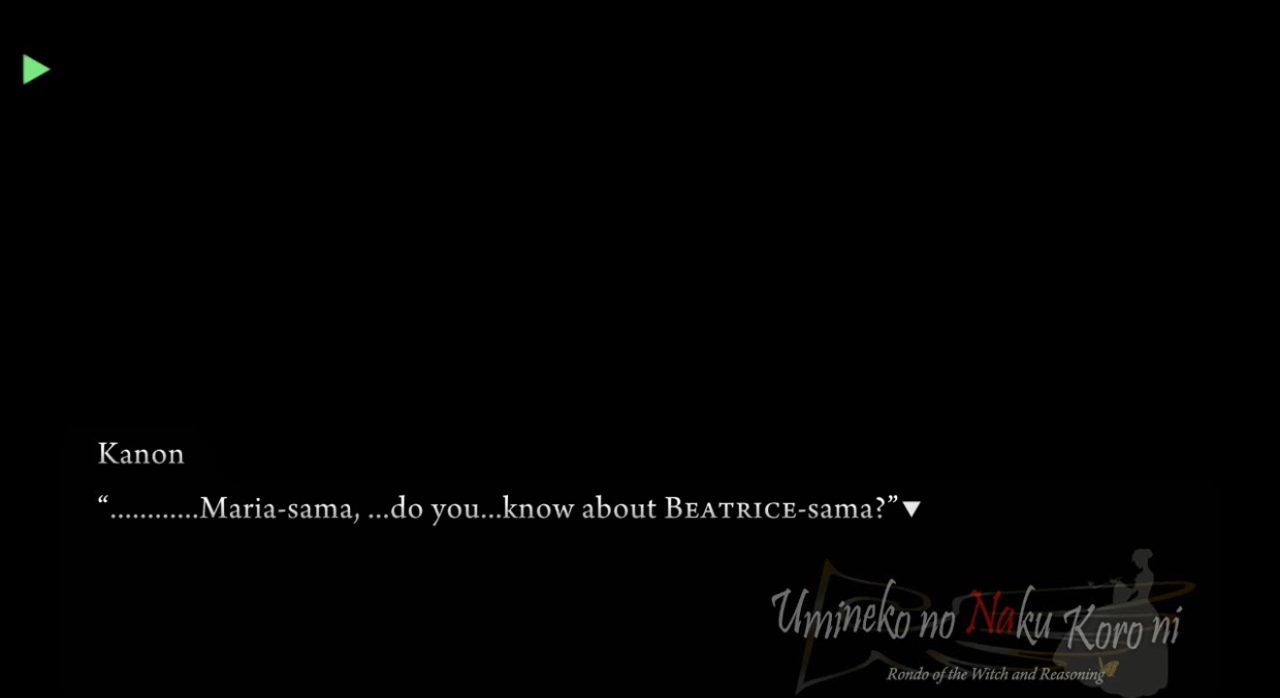 Kanon
“............Maria-sama, ...do you...know about BEATRICE-sama?”▼
Umineko no Naku Koro ni
Rondo of the Witch and Reasoning